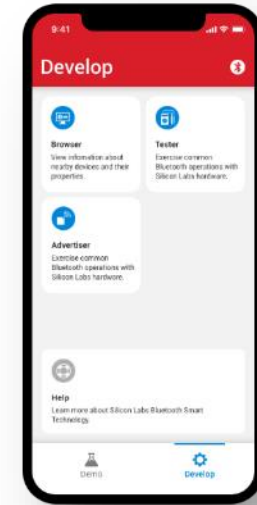 9:41
Develop
Browser
View information about
nearby devices and their
properties.
Tester
Exercise common
Bluetooth operations with
Silicon Labs hardware.
Advertiser
Exercise common
Bluetooth operations with
Silicon Labs hardware.
Help
Learn more about Silicon Labs Bluetooth Smart
Technology.
Demo
Develop